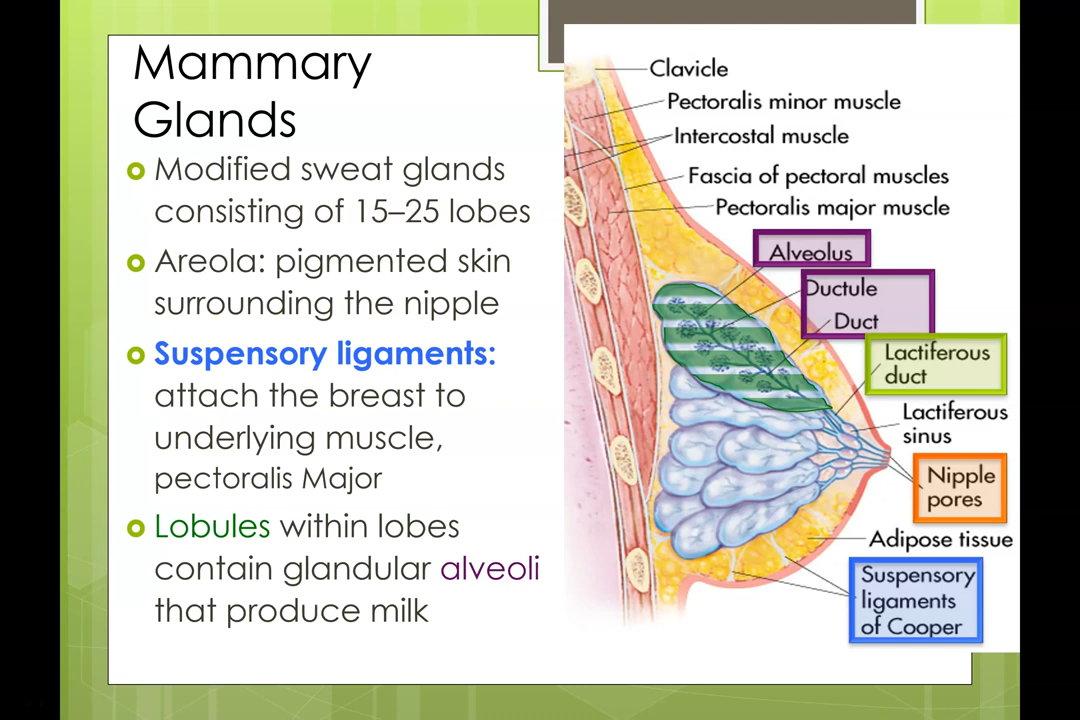 Mammary
Glands
Modified sweat glands
consisting of 15–25 lobes
Areola: pigmented skin
surrounding the nipple
Suspensory ligaments:
attach the breast to
underlying muscle,
pectoralis Major
Lobules within lobes
contain glandular alveoli
that produce milk
Clavicle
Pectoralis minor muscle
Intercostal muscle
Fascia of pectoral muscles
Pectoralis major muscle
Alveolus
Ductule
Duct
Lactiferous
duct
Lactiferous
sinus
Nipple
pores
Adipose tissue
Suspensory
ligaments
of Cooper